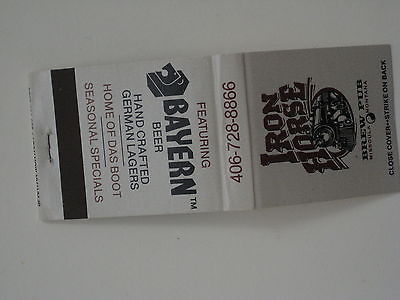 IRON
HORSE
BREW PUB
MISSOULA MONTANA
CLOSE COVER - STRIKE ON BACK
406-728-8866
FEATURING
BAYERN™
BEER
HAND CRAFTED
GERMAN LAGERS
HOME OF DAS BOOT
SEASONAL SPECIALS